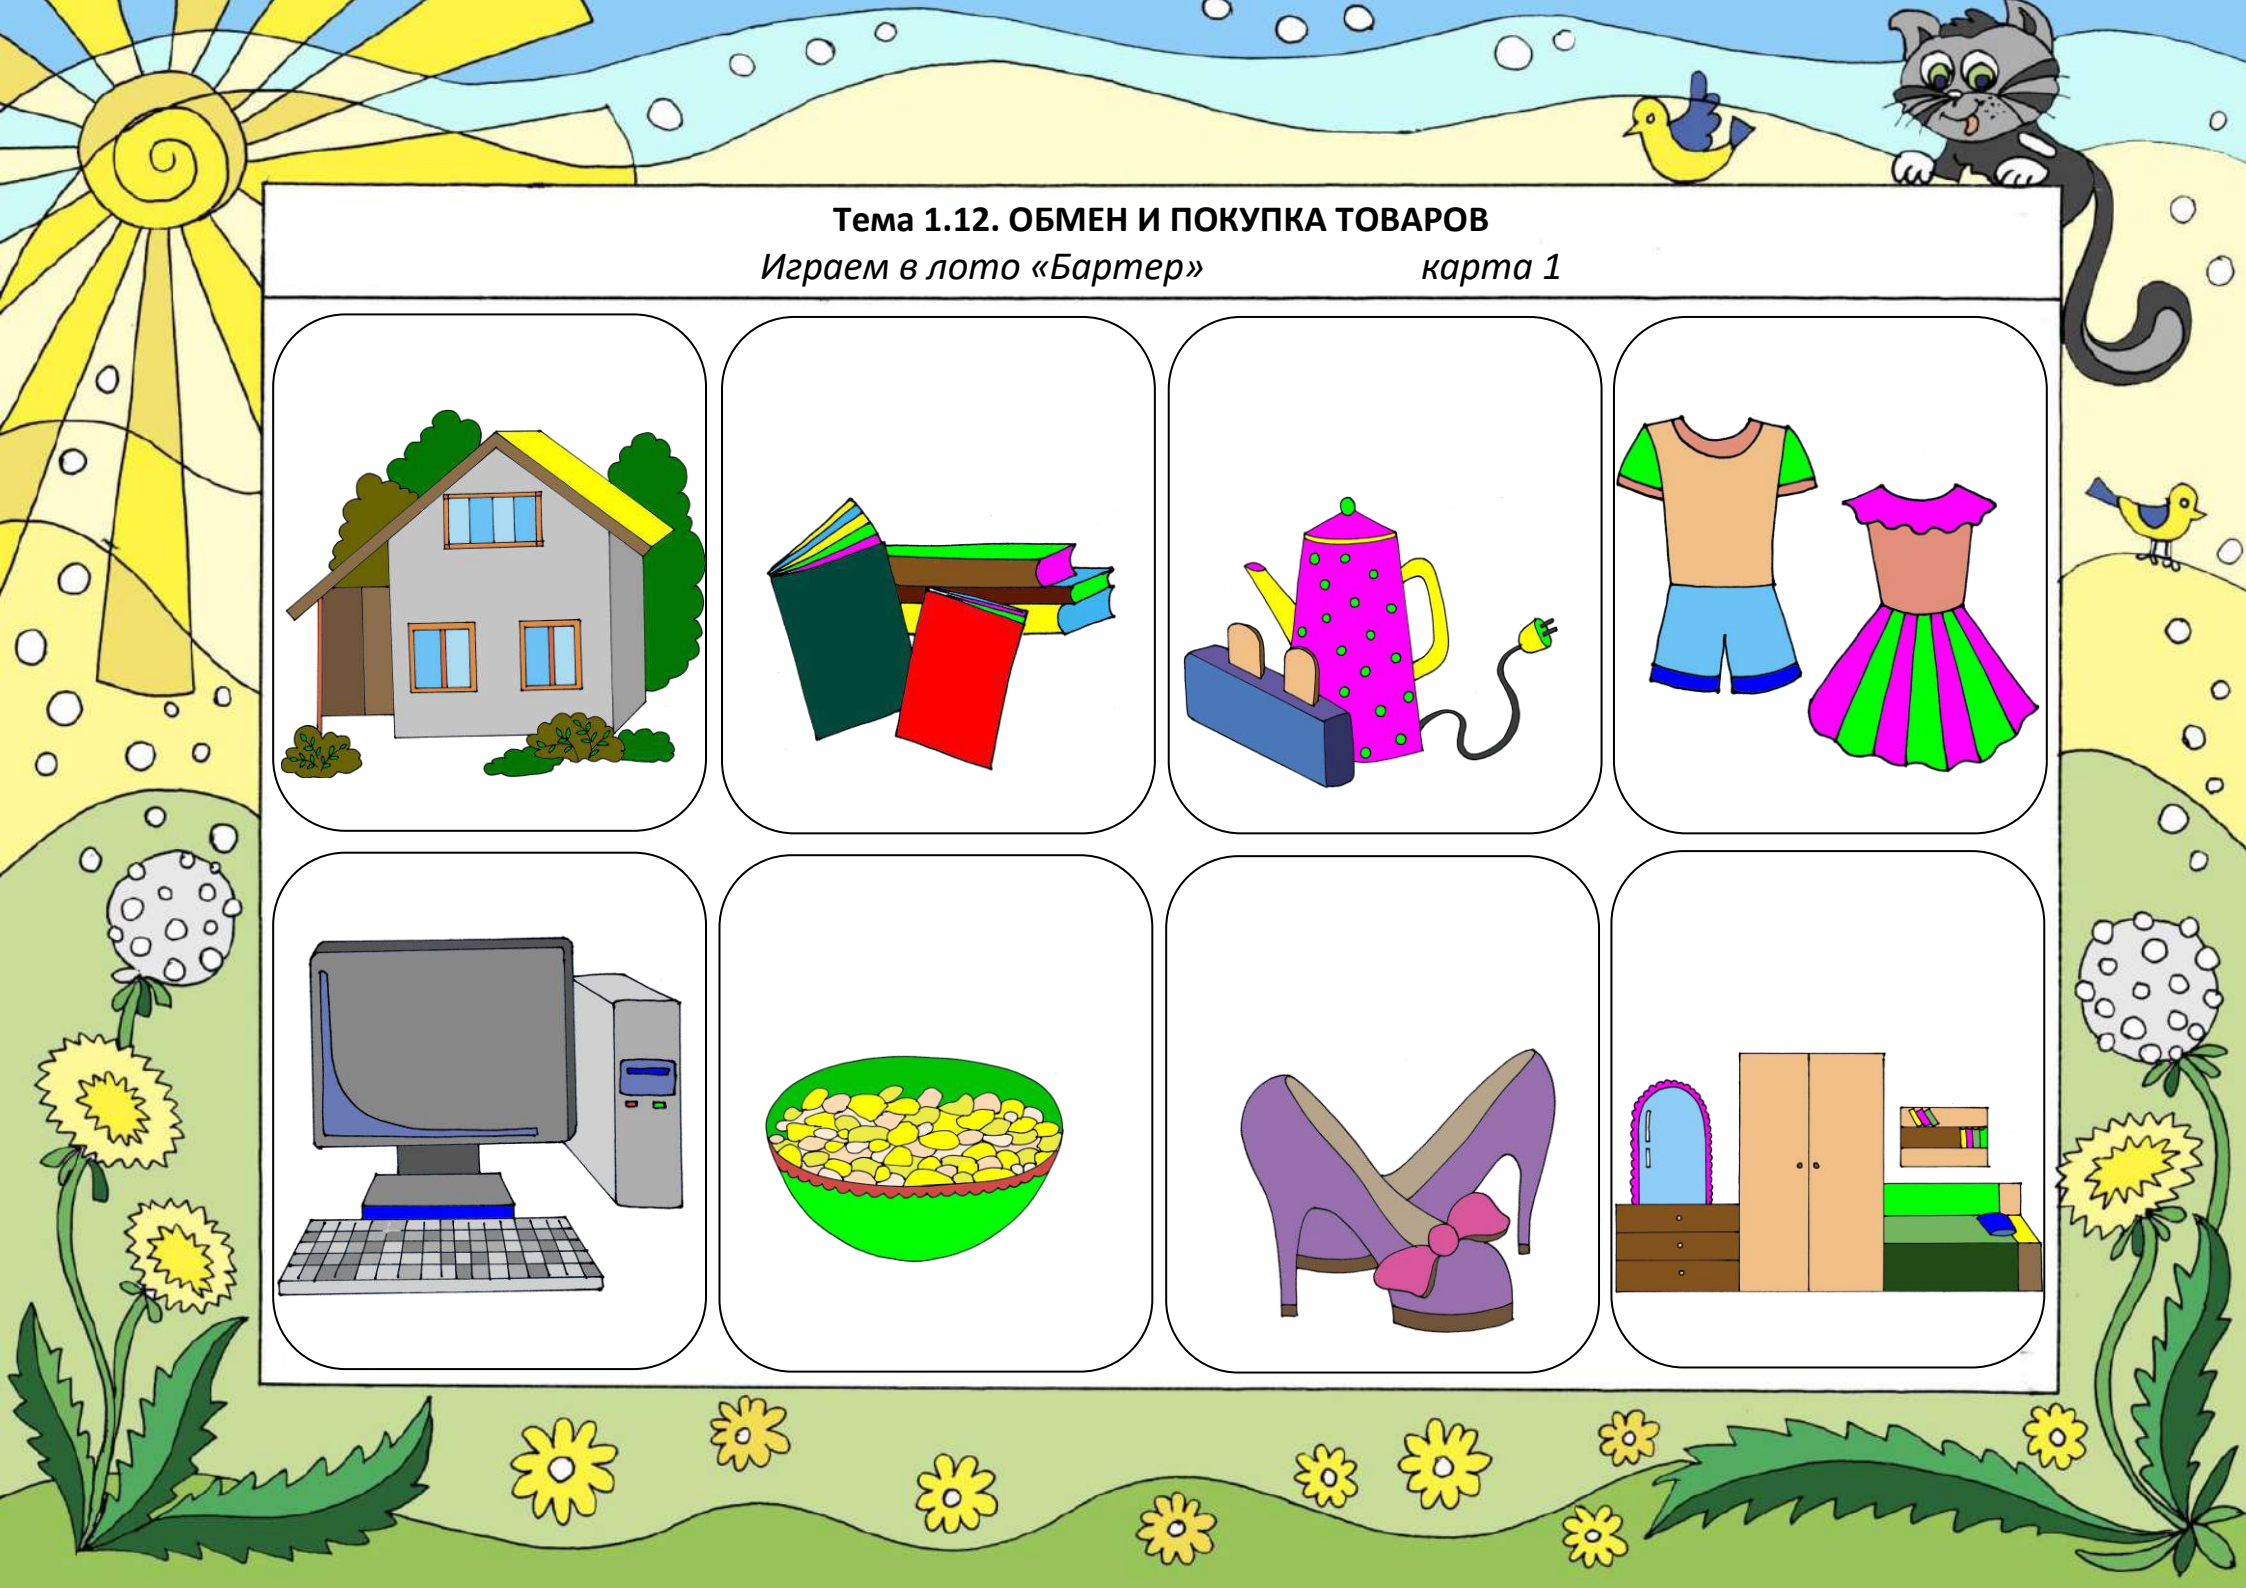 Тема 1.12. ОБМЕН И ПОКУПКА ТОВАРОВ
Играем в лото «Бартер» карта 1